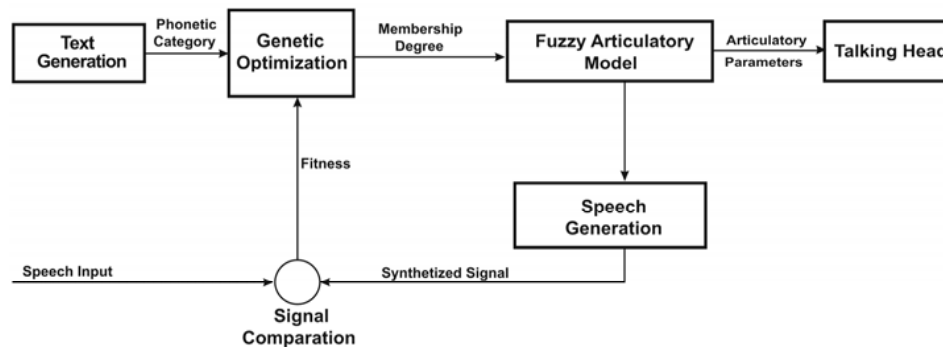 Text
Generation
Phonetic
Category
Genetic
Optimization
Membership
Degree
Fuzzy Articulatory
Model
Articulatory
Parameters
Talking Head
Fitness
Speech
Generation
Speech Input
Synthetized Signal
Signal
Comparation